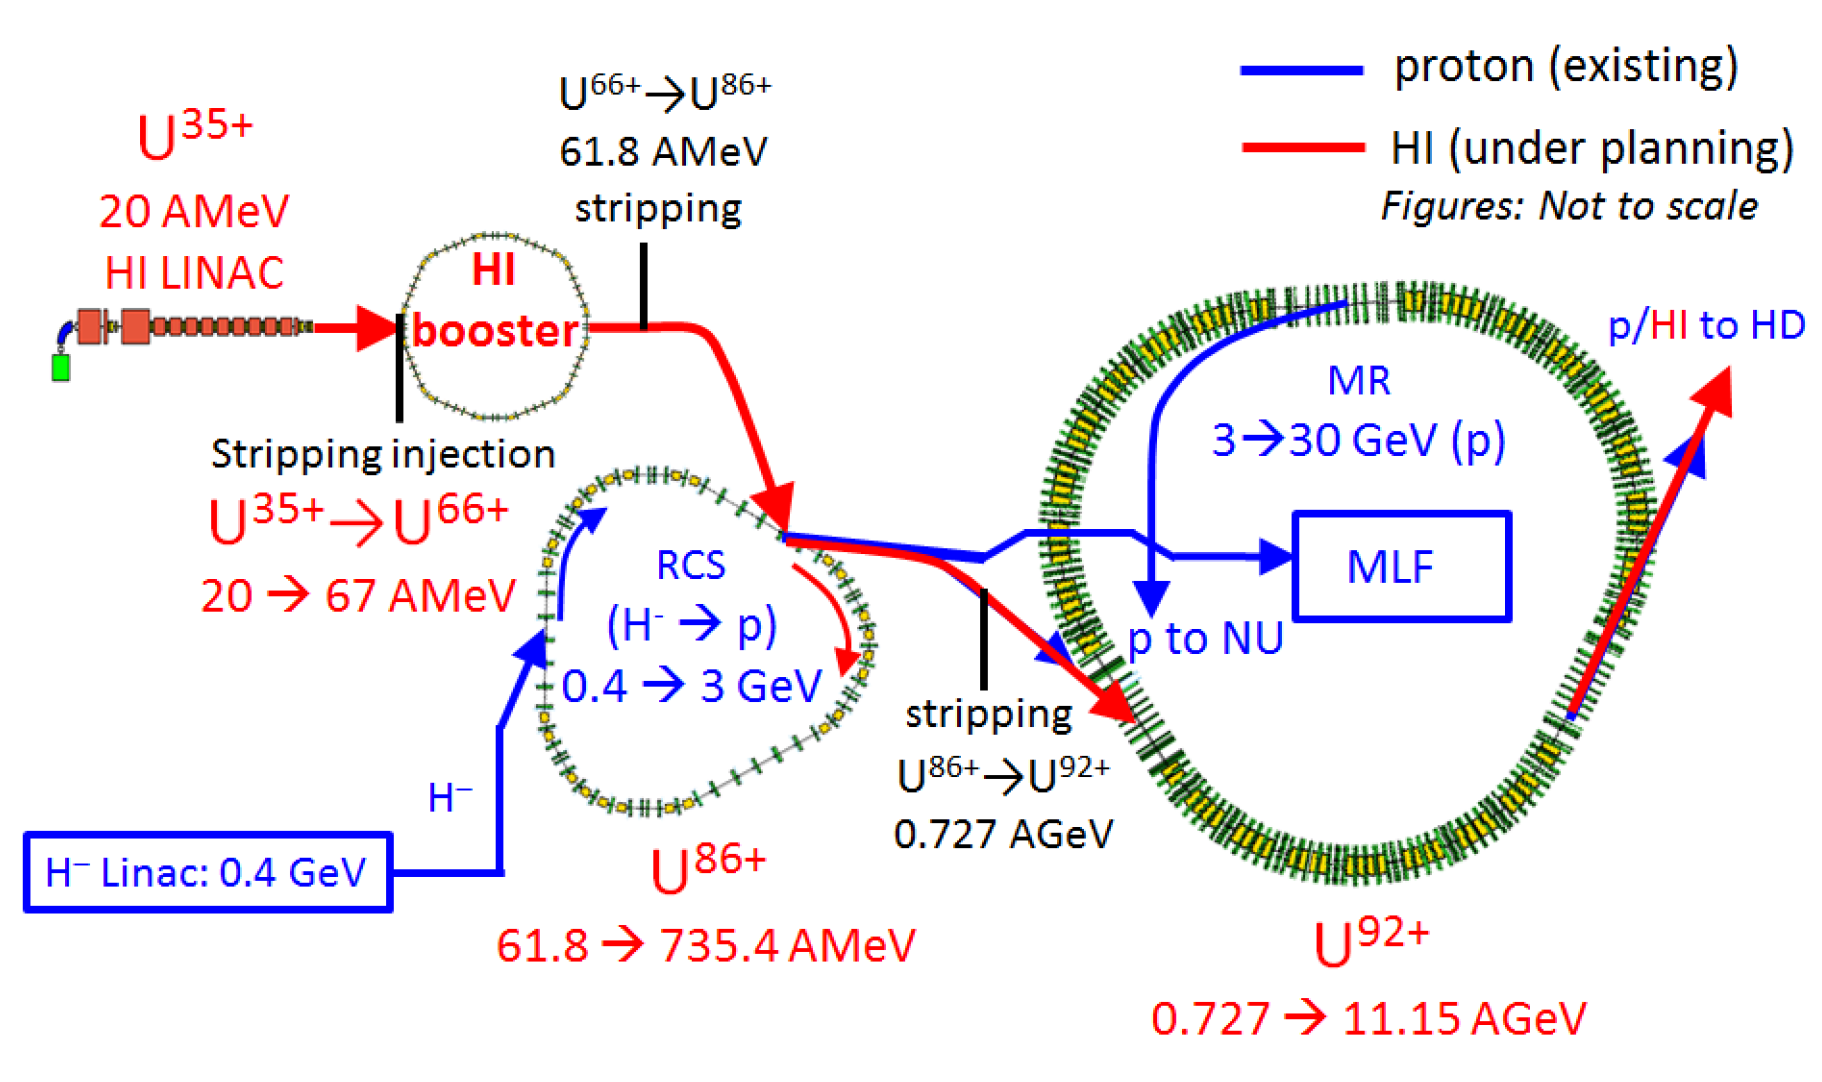 proton (existing)
HI (under planning)
Figures: Not to scale
U³⁵⁺
20 AMeV
HI LINAC
U⁶⁶⁺→U⁸⁶⁺
61.8 AMeV
stripping
HI
booster
Stripping injection
U³⁵⁺→U⁶⁶⁺
20 → 67 AMeV
RCS
(H⁻ → p)
0.4 → 3 GeV
H⁻
H⁻ Linac: 0.4 GeV
U⁸⁶⁺
61.8 → 735.4 AMeV
stripping
U⁸⁶⁺→U⁹²⁺
0.727 AGeV
MR
3→30 GeV (p)
MLF
p to NU
p/HI to HD
U⁹²⁺
0.727 → 11.15 AGeV